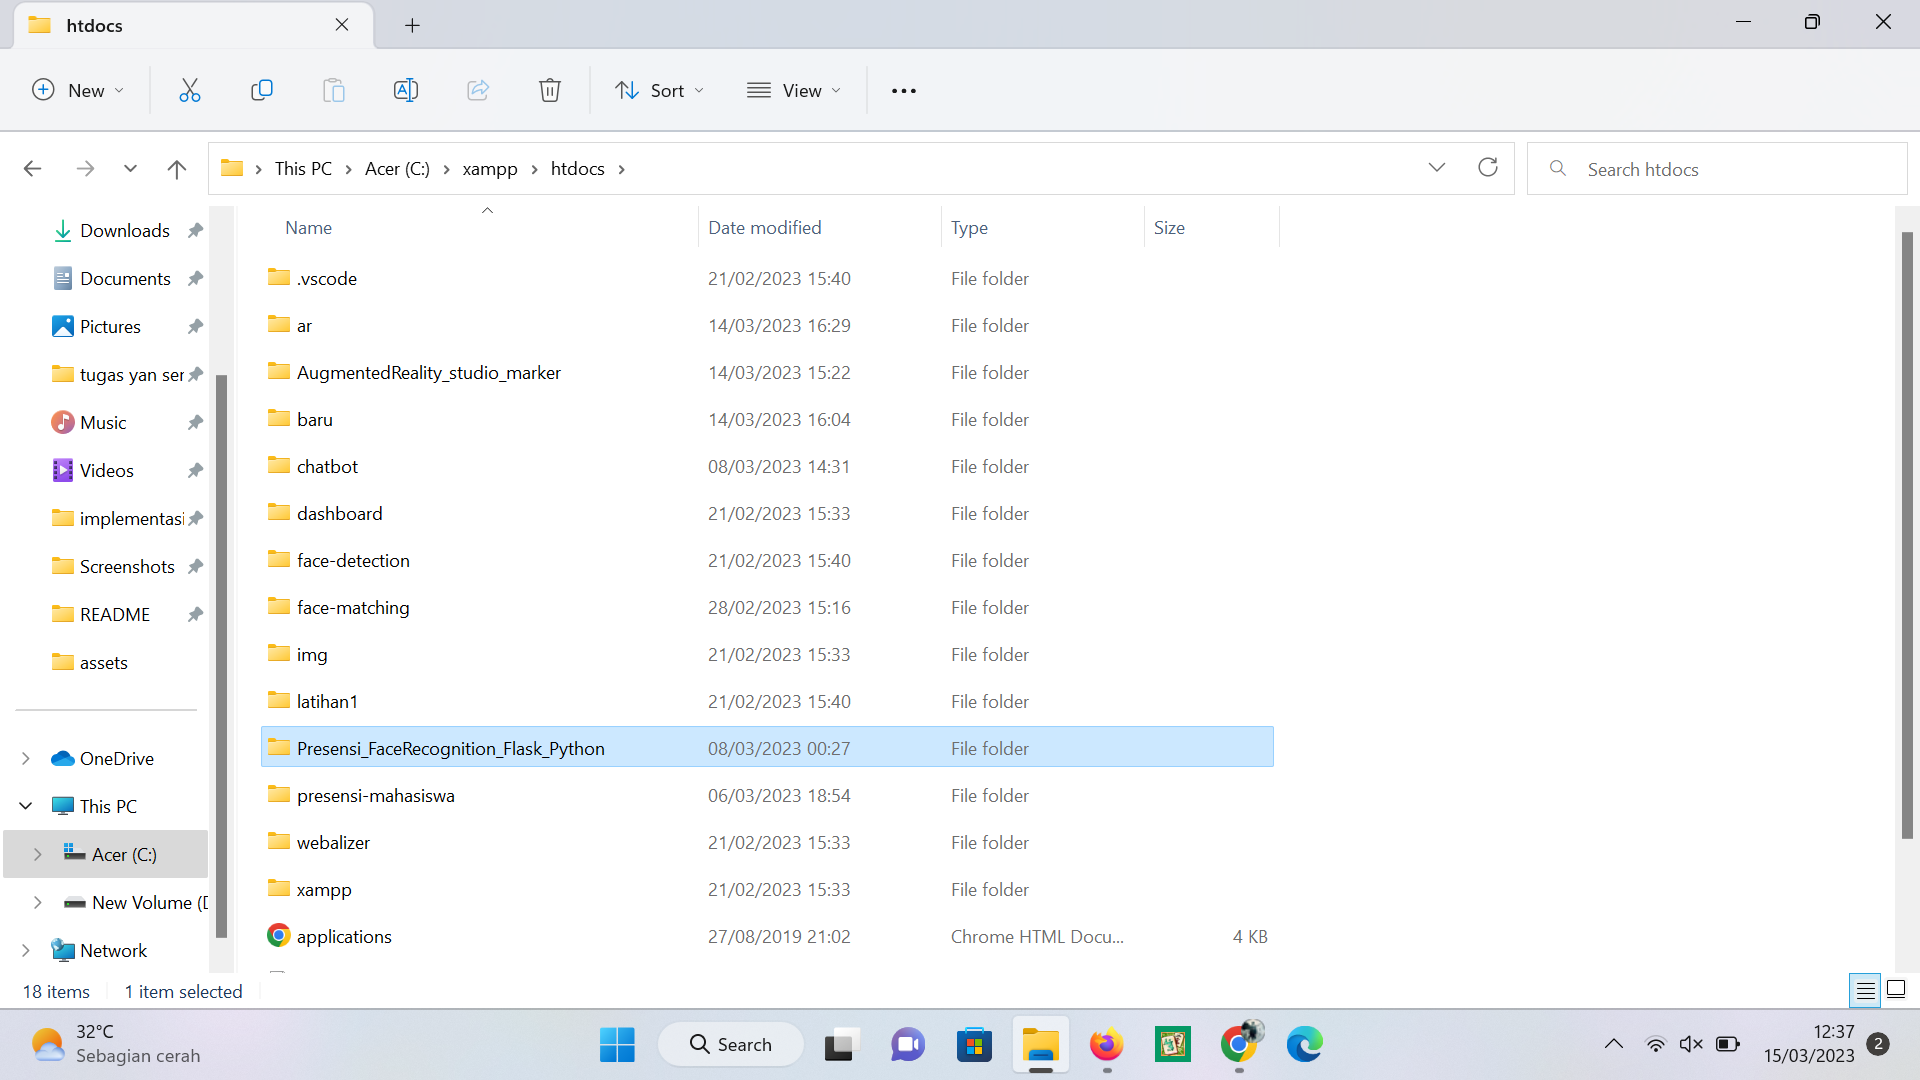 htdocs
New
Sort
View
This PC
Acer (C:)
xampp
htdocs
Search htdocs
Downloads
Documents
Pictures
tugas yan ser
Music
Videos
implementasi
Screenshots
README
assets
OneDrive
This PC
Acer (C:)
New Volume (D
Network
Name Date modified Type Size
.vscode 21/02/2023 15:40 File folder
ar 14/03/2023 16:29 File folder
AugmentedReality_studio_marker 14/03/2023 15:22 File folder
baru 14/03/2023 16:04 File folder
chatbot 08/03/2023 14:31 File folder
dashboard 21/02/2023 15:33 File folder
face-detection 21/02/2023 15:40 File folder
face-matching 28/02/2023 15:16 File folder
img 21/02/2023 15:33 File folder
latihan1 21/02/2023 15:40 File folder
Presensi_FaceRecognition_Flask_Python 08/03/2023 00:27 File folder
presensi-mahasiswa 06/03/2023 18:54 File folder
webalizer 21/02/2023 15:33 File folder
xampp 21/02/2023 15:33 File folder
applications 27/08/2019 21:02 Chrome HTML Docu... 4 KB
18 items 1 item selected
32°C
Sebagian cerah
Search
12:37
15/03/2023
2